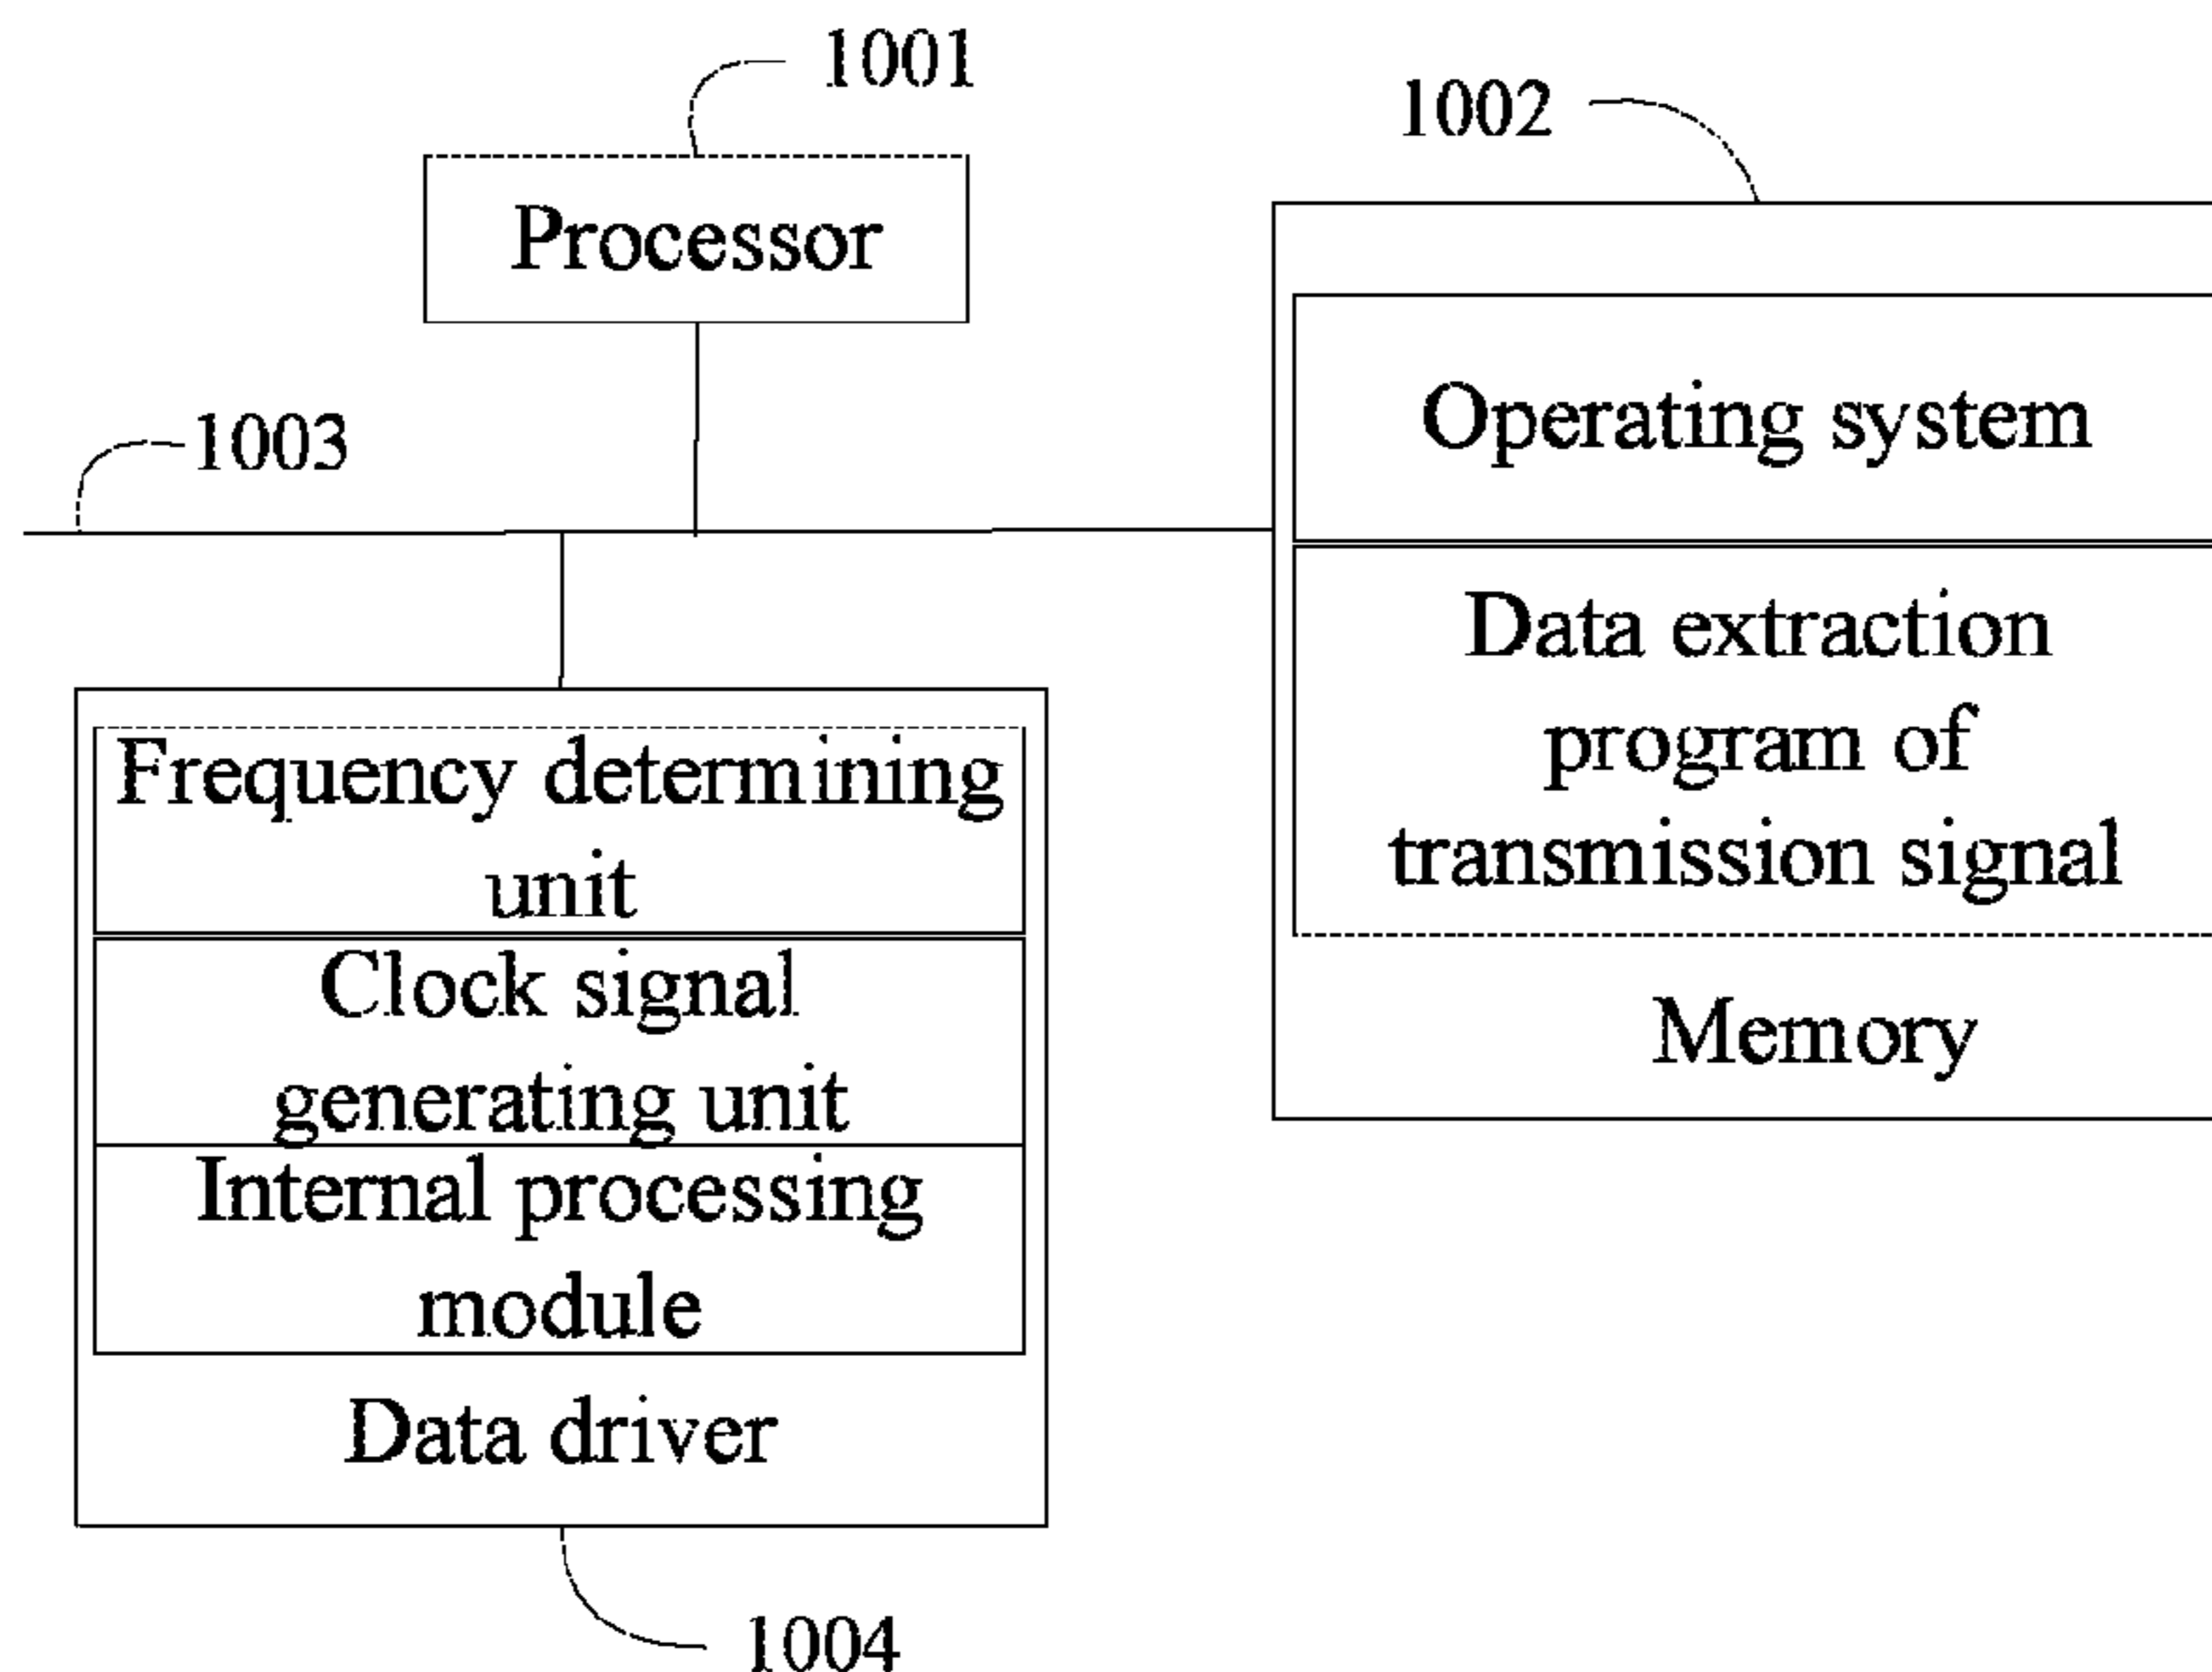 1001
1002
Processor
1003
Operating system
Data extraction
program of
transmission signal
Memory
Frequency determining
unit
Clock signal
generating unit
Internal processing
module
Data driver
1004